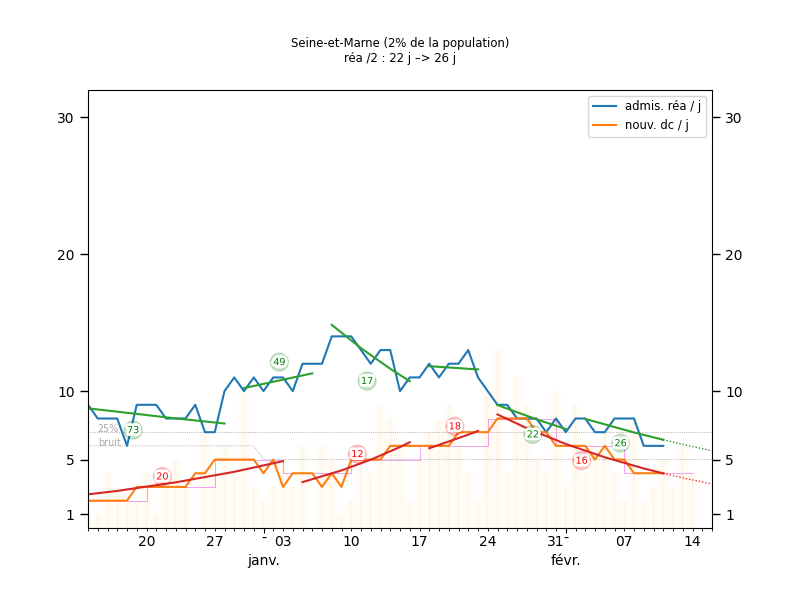 Seine-et-Marne (2% de la population)
réa /2 : 22 j –> 26 j
admis. réa / j
nouv. dc / j
30
30
20
20
10
10
5
5
1
1
25%
bruit
73
20
49
17
12
18
22
16
26
20 27 - 03 10 17 24 31 - 07 14
janv. févr.